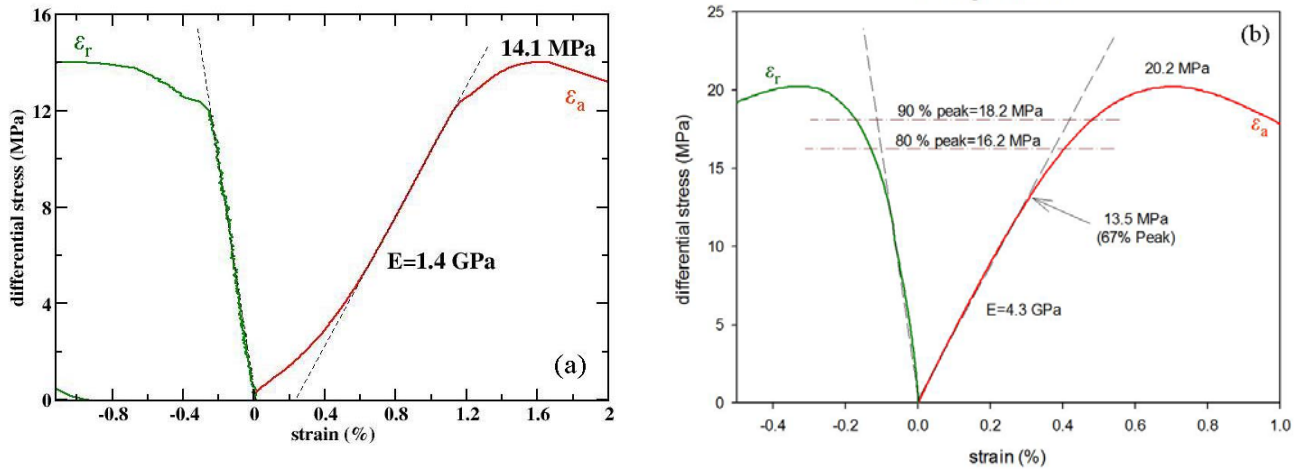 16
12
8
4
0
differential stress (MPa)
εr
14.1 MPa
εa
E=1.4 GPa
(a)
-0.8 -0.4 0 0.4 0.8 1.2 1.6 2
strain (%)
25
20
15
10
5
0
differential stress (MPa)
(b)
εr
20.2 MPa
90 % peak=18.2 MPa
εa
80 % peak=16.2 MPa
13.5 MPa
(67% Peak)
E=4.3 GPa
-0.4 -0.2 0.0 0.2 0.4 0.6 0.8 1.0
strain (%)